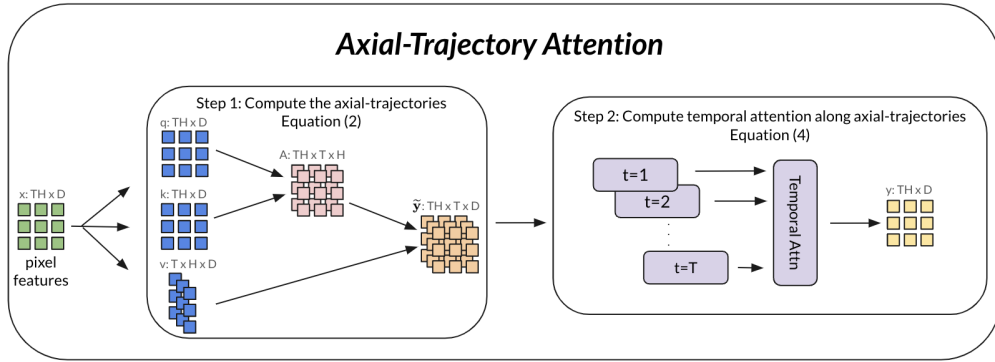 Axial-Trajectory Attention
x: TH x D
pixel
features
Step 1: Compute the axial-trajectories
Equation (2)
q: TH x D
k: TH x D
v: T x H x D
A: TH x T x H
ỹ: TH x T x D
Step 2: Compute temporal attention along axial-trajectories
Equation (4)
t=1
t=2
t=T
Temporal Attn
y: TH x D